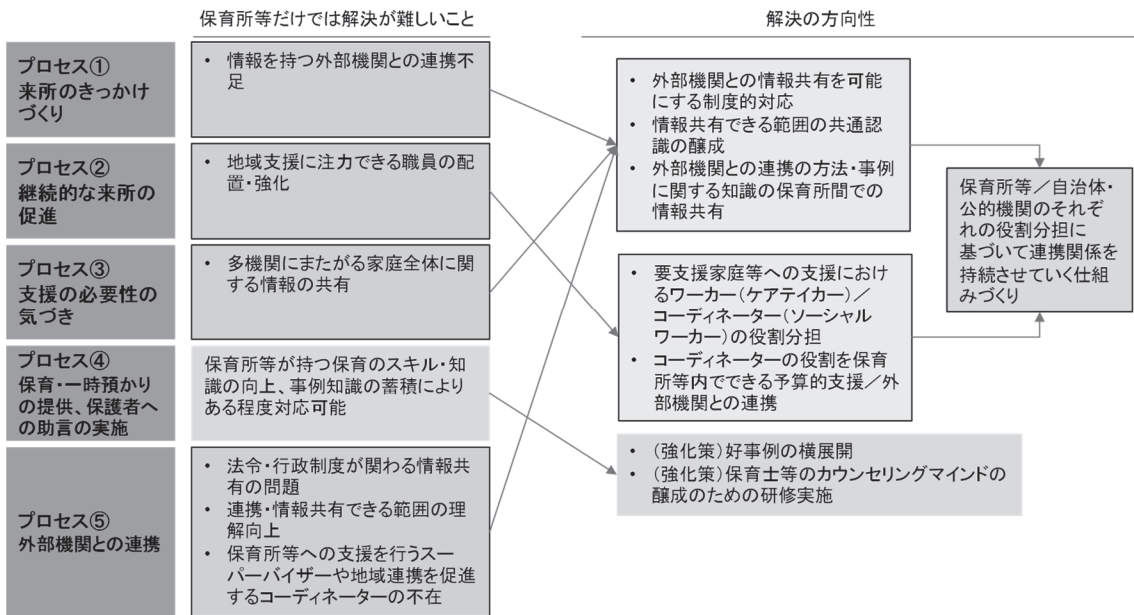 保育所等だけでは解決が難しいこと
解決の方向性
プロセス①
来所のきっかけ
づくり
• 情報を持つ外部機関との連携不
足
プロセス②
継続的な来所の
促進
• 地域支援に注力できる職員の配
置・強化
プロセス③
支援の必要性の
気づき
• 多機関にまたがる家庭全体に関
する情報の共有
プロセス④
保育・一時預かり
の提供、保護者へ
の助言の実施
保育所等が持つ保育のスキル・知
識の向上、事例知識の蓄積により
ある程度対応可能
プロセス⑤
外部機関との連携
• 法令・行政制度が関わる情報共
有の問題
• 連携・情報共有できる範囲の理
解向上
• 保育所等への支援を行うスー
パーバイザーや地域連携を促進
するコーディネーターの不在
• 外部機関との情報共有を可能
にする制度的対応
• 情報共有できる範囲の共通認
識の醸成
• 外部機関との連携の方法・事例
に関する知識の保育所間での
情報共有
• 要支援家庭等への支援におけ
るワーカー（ケアテイカー）／
コーディネーター（ソーシャル
ワーカー）の役割分担
• コーディネーターの役割を保育
所等内でできる予算的支援／外
部機関との連携
• （強化策）好事例の横展開
• （強化策）保育士等のカウンセリングマインドの
醸成のための研修実施
保育所等／自治体・
公的機関のそれぞ
れの役割分担に
基づいて連携関係を
持続させていく仕組
みづくり